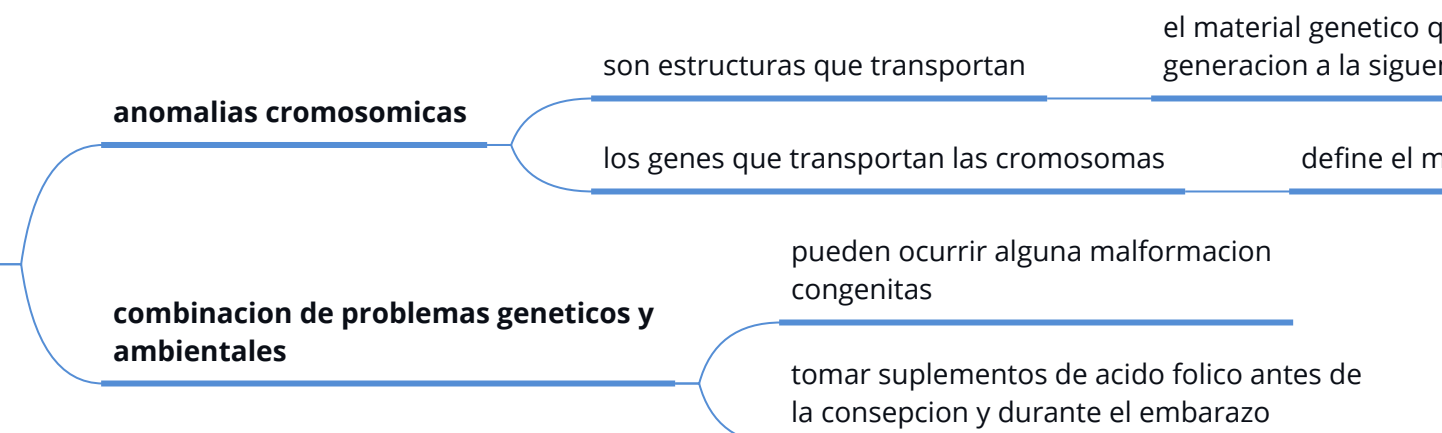 el material genetico
generacion a la
son estructuras que transportan
anomalias cromosomicas
los genes que transportan las cromosomas
define el
pueden ocurrir alguna malformacion
congenitas
combinacion de problemas geneticos y
ambientales
tomar suplementos de acido folico antes de
la consepcion y durante el embarazo